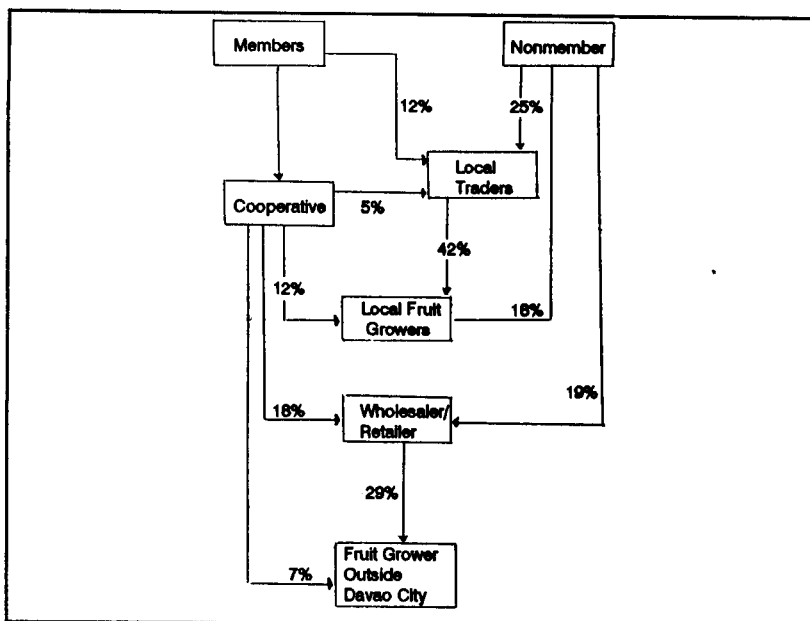 Members
Nonmember
12%
25%
Local
Traders
Cooperative
5%
42%
12%
Local Fruit
Growers
18%
19%
18%
Wholesaler/
Retailer
29%
Fruit Grower
Outside
Davao City
7%